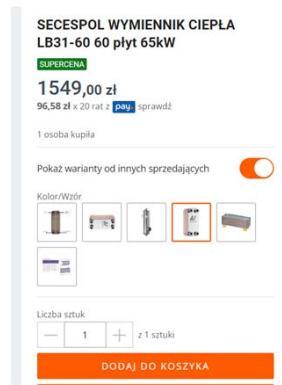 SECESPOL WYMIENNIK CIEPŁA
LB31-60 60 płyt 65kW
SUPERCENA
1549,00 zł
96,58 zł x 20 rat z pay. sprawdź
1 osoba kupiła
Pokaż warianty od innych sprzedających
Kolor/Wzór
Liczba sztuk
— 1 + z 1 sztuki
DODAJ DO KOSZYKA